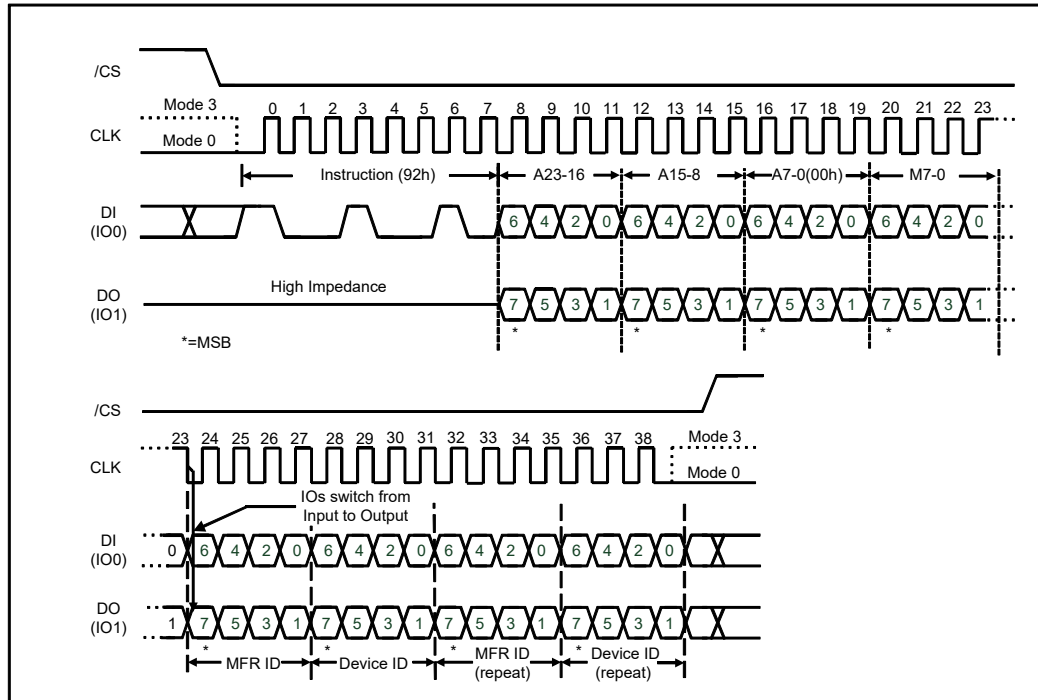 /CS
Mode 3
0 1 2 3 4 5 6 7 8 9 10 11 12 13 14 15 16 17 18 19 20 21 22 23
CLK
Mode 0
Instruction (92h) A23-16 A15-8 A7-0(00h) M7-0
DI
(IO0)
6 4 2 0 6 4 2 0 6 4 2 0 6 4 2 0
High Impedance
DO
(IO1)
7 5 3 1 7 5 3 1 7 5 3 1 7 5 3 1
* * * *
*=MSB
/CS
23 24 25 26 27 28 29 30 31 32 33 34 35 36 37 38
Mode 3
CLK
Mode 0
IOs switch from
Input to Output
DI
(IO0)
0 6 4 2 0 6 4 2 0 6 4 2 0 6 4 2 0
DO
(IO1)
1 7 5 3 1 7 5 3 1 7 5 3 1 7 5 3 1
* * * *
MFR ID Device ID MFR ID Device ID
(repeat) (repeat)